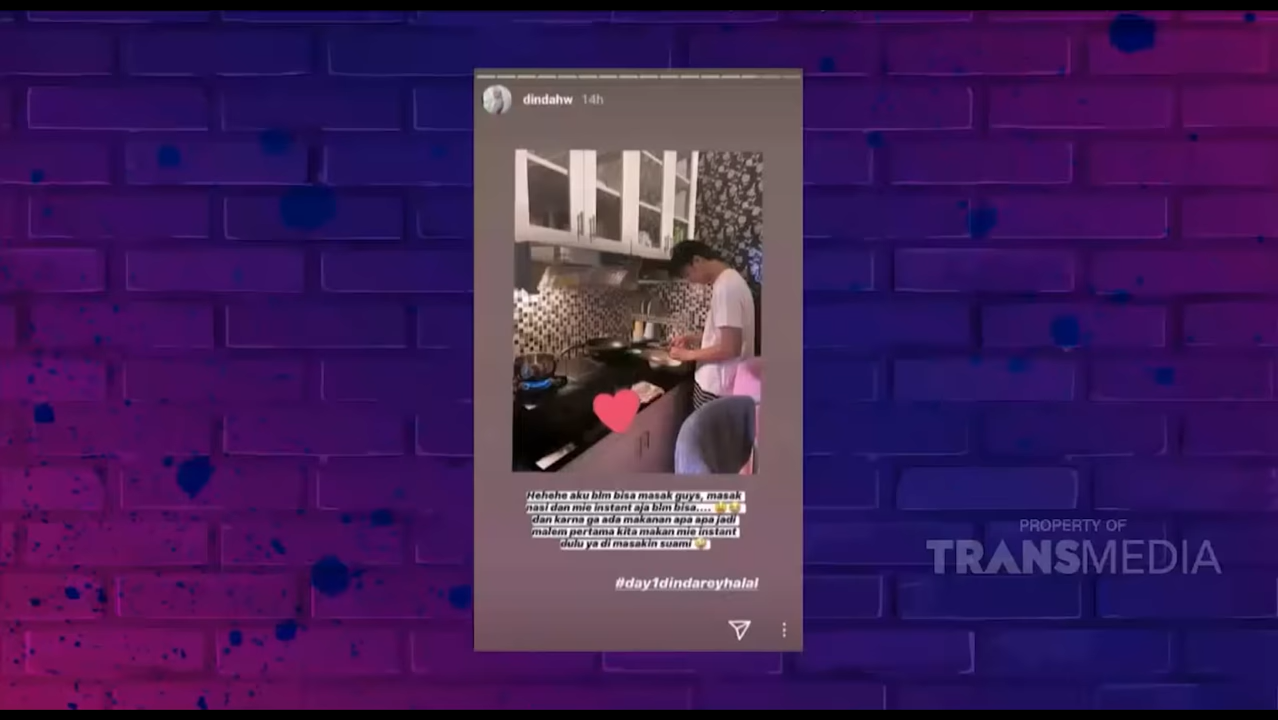 dindahw 14h
Hehehe aku blm bisa masak guys, masak
nasi dan mie instant aja blm bisa....
dan karna ga ada makanan apa apa jadi
malem pertama kita makan mie instant
dulu ya di masakin suami
#day1dindareyhalal
PROPERTY OF
TRANSMEDIA